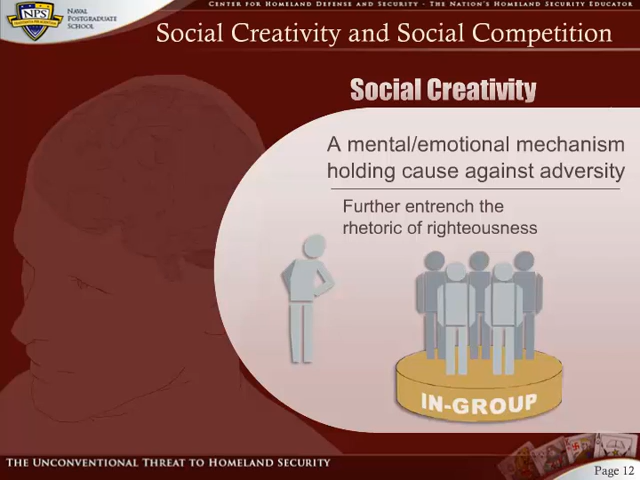 CENTER FOR HOMELAND DEFENSE AND SECURITY - THE NATION'S HOMELAND SECURITY EDUCATOR
NPS
NAVAL
POSTGRADUATE
SCHOOL
Social Creativity and Social Competition
Social Creativity
A mental/emotional mechanism
holding cause against adversity
Further entrench the
rhetoric of righteousness
IN-GROUP
THE UNCONVENTIONAL THREAT TO HOMELAND SECURITY
Page 12